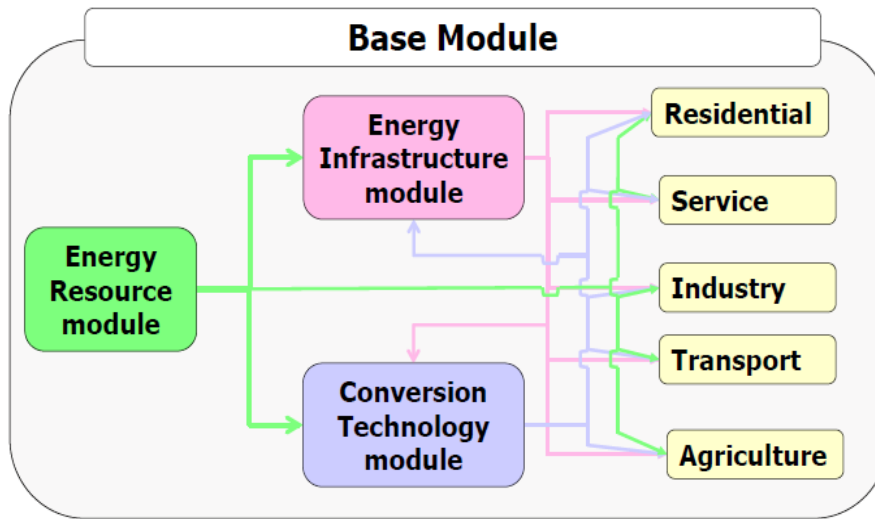 Base Module
Energy
Infrastructure
module
Energy
Resource
module
Conversion
Technology
module
Residential
Service
Industry
Transport
Agriculture